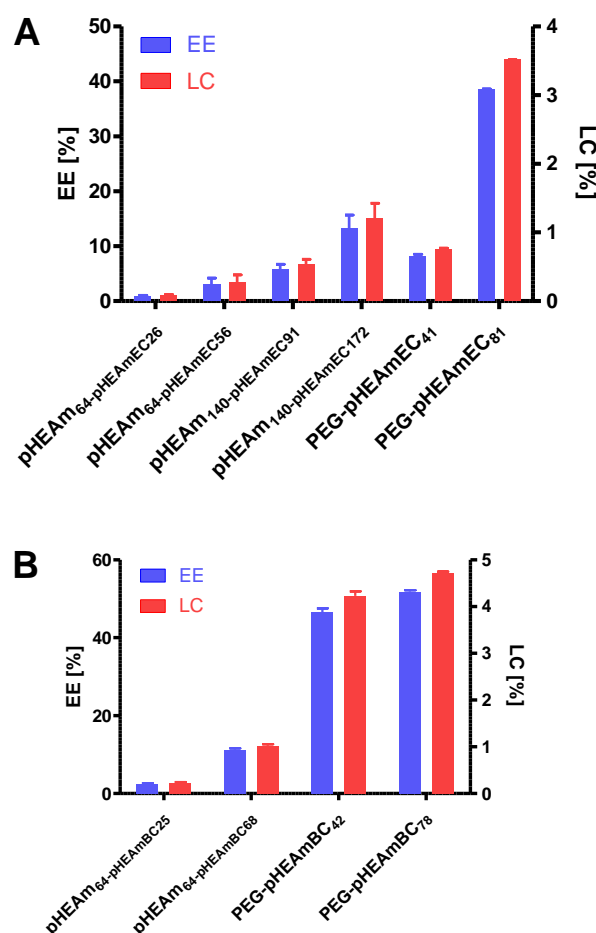 A
EE
LC
EE [%]
50
40
30
20
10
0
LC [%]
4
3
2
1
0
pHEAm64-pHEAmEC26
pHEAm64-pHEAmEC56
pHEAm140-pHEAmEC91
pHEAm140-pHEAmEC172
PEG-pHEAmEC41
PEG-pHEAmEC81
B
EE
LC
EE [%]
60
40
20
0
LC [%]
5
4
3
2
1
0
pHEAm64-pHEAmBC25
pHEAm64-pHEAmBC68
PEG-pHEAmBC42
PEG-pHEAmBC78